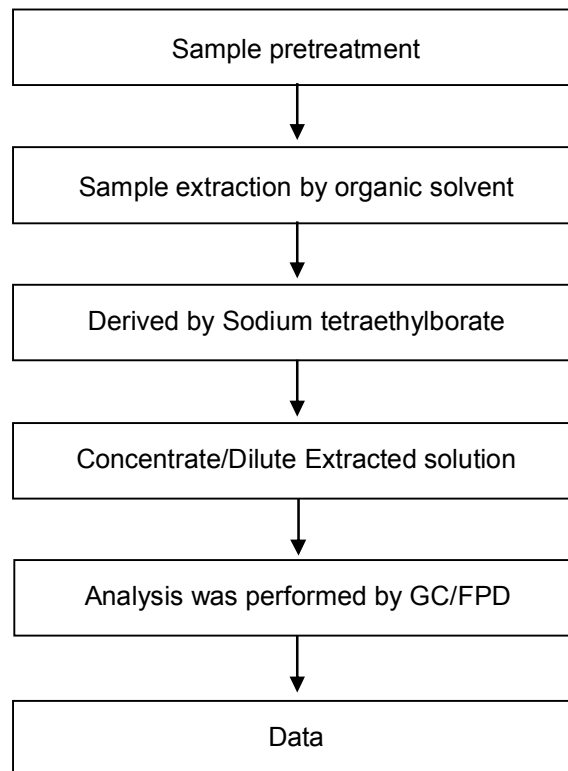 Sample pretreatment
Sample extraction by organic solvent
Derived by Sodium tetraethylborate
Concentrate/Dilute Extracted solution
Analysis was performed by GC/FPD
Data